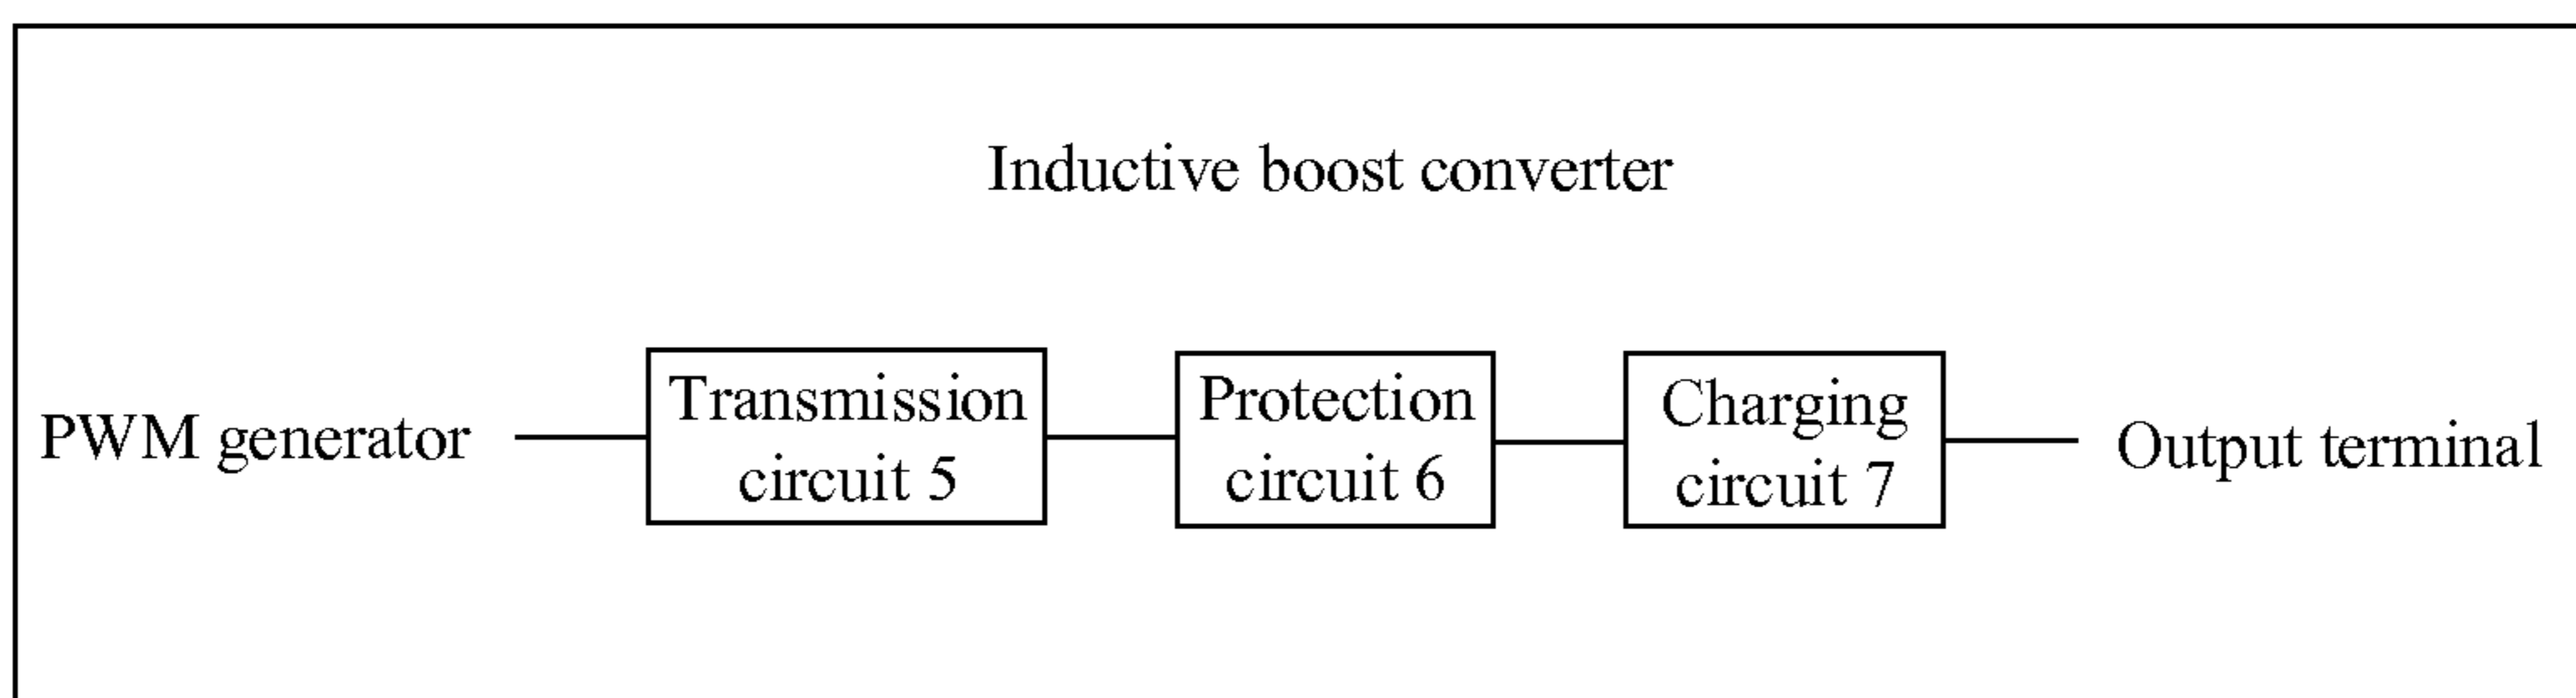 Inductive boost converter
PWM generator
Transmission
circuit 5
Protection
circuit 6
Charging
circuit 7
Output terminal